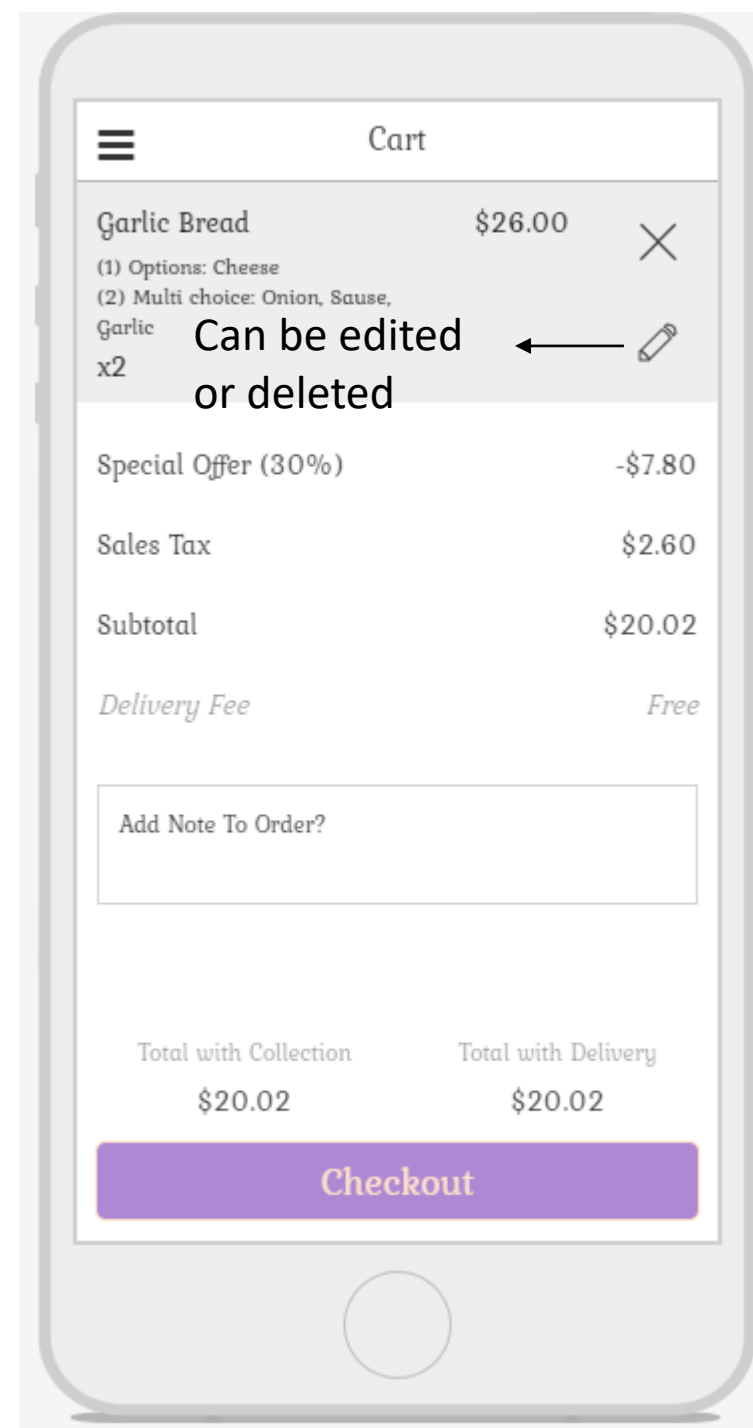 Cart
Garlic Bread $26.00
(1) Options: Cheese
(2) Multi choice: Onion, Sause,
Garlic
x2
Can be edited
or deleted
Special Offer (30%) -$7.80
Sales Tax $2.60
Subtotal $20.02
Delivery Fee Free
Add Note To Order?
Total with Collection Total with Delivery
$20.02 $20.02
Checkout